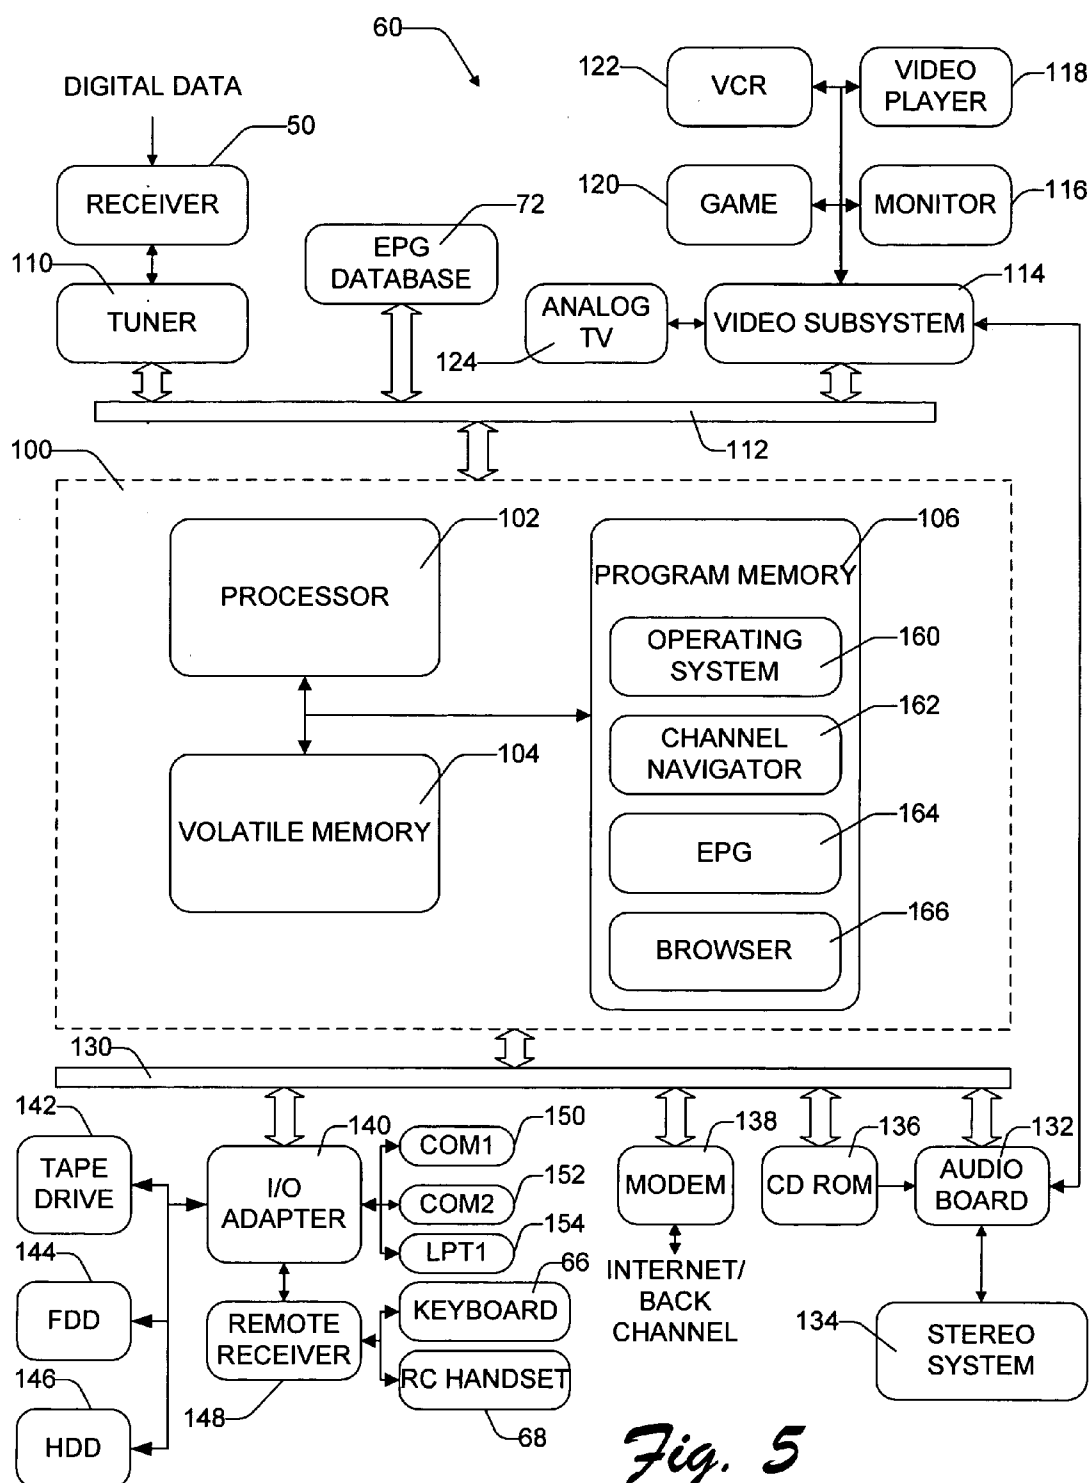 60
DIGITAL DATA
50
RECEIVER
110
TUNER
72
EPG
DATABASE
122
VCR
VIDEO
PLAYER
118
120
GAME
MONITOR
116
114
ANALOG
TV
124
VIDEO SUBSYSTEM
112
100
102
PROCESSOR
104
VOLATILE MEMORY
106
PROGRAM MEMORY
OPERATING
SYSTEM
160
CHANNEL
NAVIGATOR
162
EPG
164
BROWSER
166
130
142
TAPE
DRIVE
144
FDD
146
HDD
140
I/O
ADAPTER
REMOTE
RECEIVER
148
COM1
150
COM2
152
LPT1
154
KEYBOARD
66
RC HANDSET
68
138
MODEM
INTERNET/
BACK
CHANNEL
136
CD ROM
132
AUDIO
BOARD
134
STEREO
SYSTEM
Fig. 5